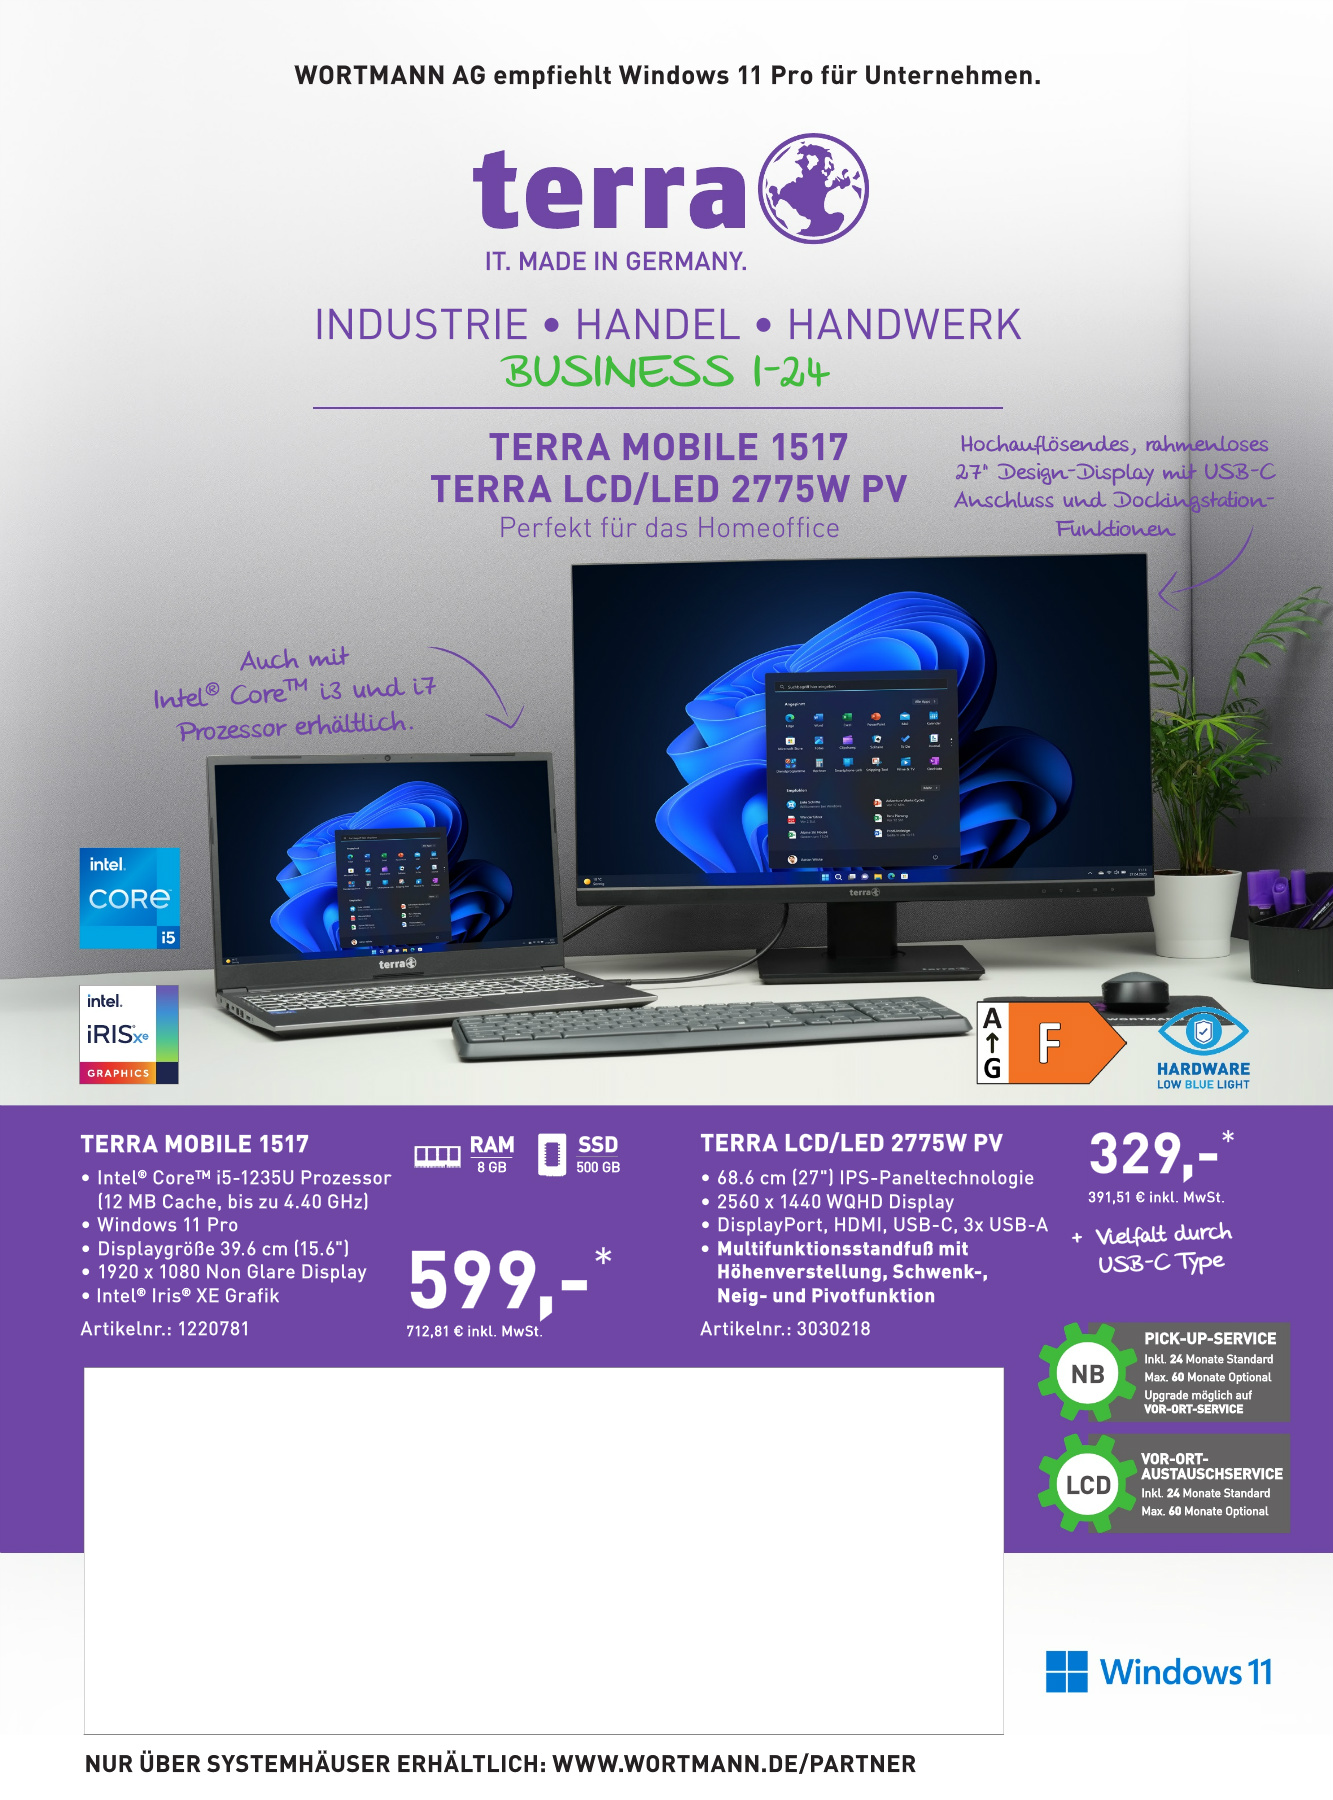 WORTMANN AG empfiehlt Windows 11 Pro für Unternehmen.
terra
IT. MADE IN GERMANY.
INDUSTRIE • HANDEL • HANDWERK
BUSINESS 1-24
TERRA MOBILE 1517
TERRA LCD/LED 2775W PV
Perfekt für das Homeoffice
Hochauflösendes, rahmenloses
27" Design-Display mit USB-C
Anschluss und Dockingstation-
Funktionen
Auch mit
Intel® Core™ i3 und i7
Prozessor erhältlich.
terra
terra
intel.
CORE™
i5
intel.
iRIS®xe
GRAPHICS
A
G
F
HARDWARE
LOW BLUE LIGHT
TERRA MOBILE 1517
• Intel® Core™ i5-1235U Prozessor
(12 MB Cache, bis zu 4.40 GHz)
• Windows 11 Pro
• Displaygröße 39.6 cm (15.6")
• 1920 x 1080 Non Glare Display
• Intel® Iris® XE Grafik
Artikelnr.: 1220781
RAM
8 GB
SSD
500 GB
599,-*
712,81 € inkl. MwSt.
TERRA LCD/LED 2775W PV
• 68.6 cm (27") IPS-Paneltechnologie
• 2560 x 1440 WQHD Display
• DisplayPort, HDMI, USB-C, 3x USB-A
• Multifunktionsstandfuß mit
Höhenverstellung, Schwenk-,
Neig- und Pivotfunktion
Artikelnr.: 3030218
329,-*
391,51 € inkl. MwSt.
+ Vielfalt durch
USB-C Type
NB
PICK-UP-SERVICE
Inkl. 24 Monate Standard
Max. 60 Monate Optional
Upgrade möglich auf
VOR-ORT-SERVICE
LCD
VOR-ORT-
AUSTAUSCHSERVICE
Inkl. 24 Monate Standard
Max. 60 Monate Optional
Windows 11
NUR ÜBER SYSTEMHÄUSER ERHÄLTLICH: WWW.WORTMANN.DE/PARTNER